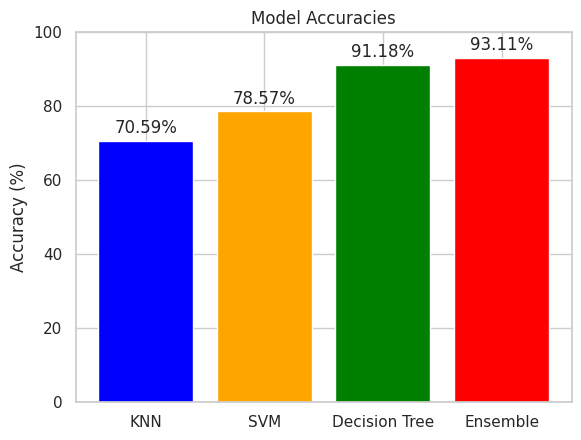 Model Accuracies
100
80
60
40
20
0
Accuracy (%)
70.59%
78.57%
91.18%
93.11%
KNN
SVM
Decision Tree
Ensemble